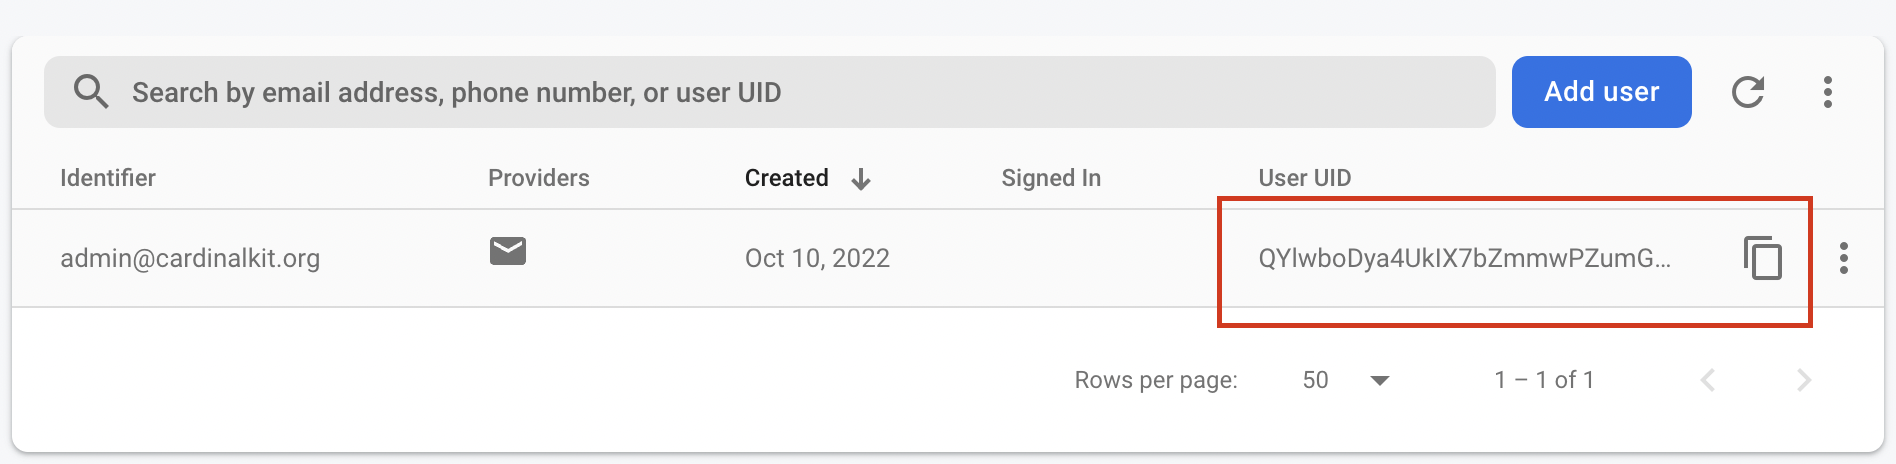 Search by email address, phone number, or user UID
Add user
Identifier Providers Created Signed In User UID
admin@cardinalkit.org Oct 10, 2022 QYlwboDya4UkIX7bZmmwPZumG...
Rows per page: 50 1 – 1 of 1